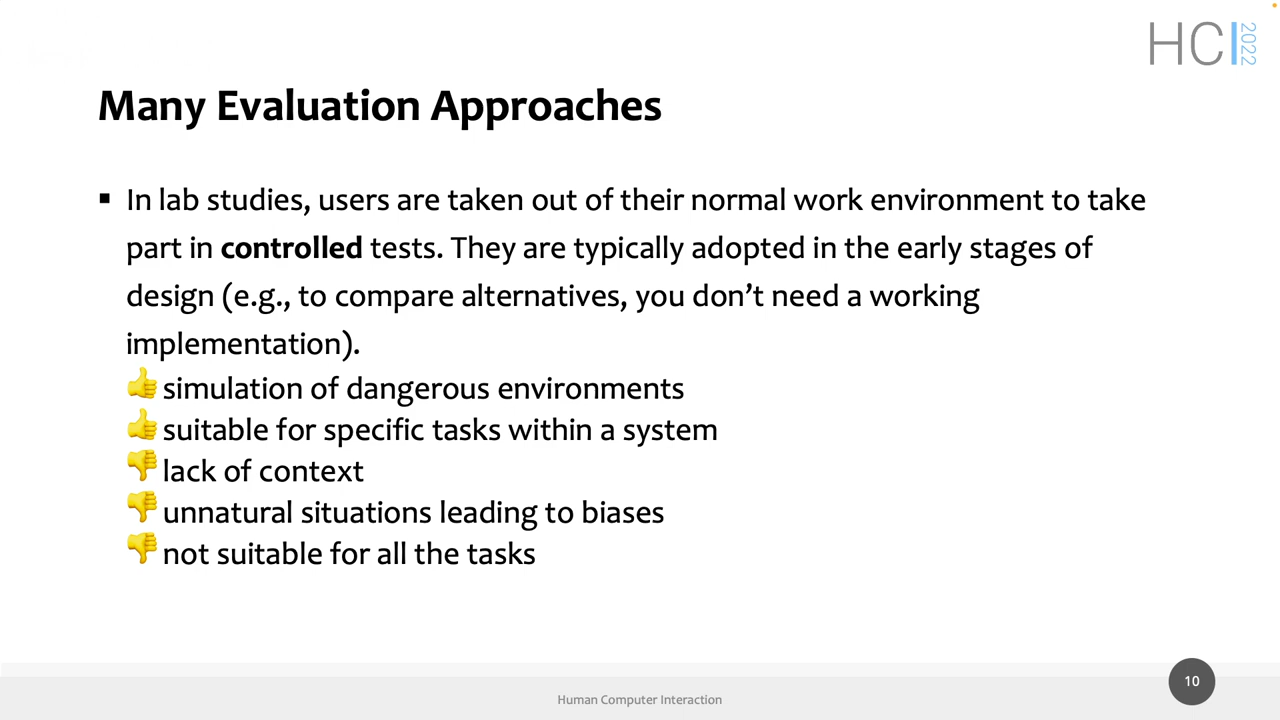 HCI 2022
Many Evaluation Approaches
▪ In lab studies, users are taken out of their normal work environment to take
part in controlled tests. They are typically adopted in the early stages of
design (e.g., to compare alternatives, you don’t need a working
implementation).
👍 simulation of dangerous environments
👍 suitable for specific tasks within a system
👎 lack of context
👎 unnatural situations leading to biases
👎 not suitable for all the tasks
Human Computer Interaction
10